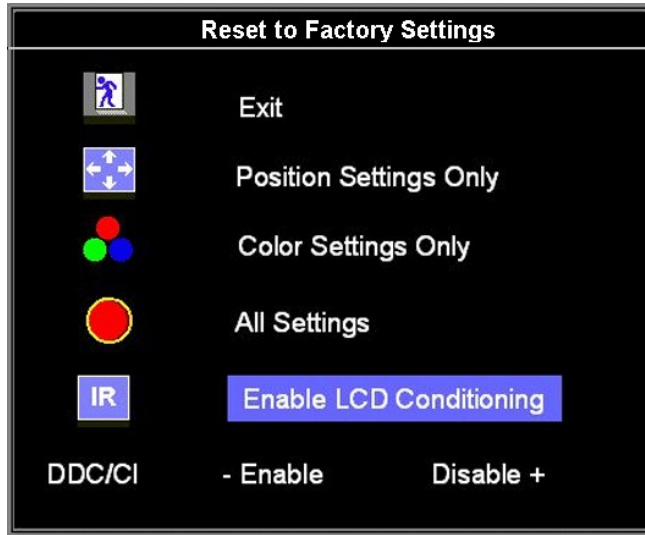 Reset to Factory Settings
Exit
Position Settings Only
Color Settings Only
All Settings
IR Enable LCD Conditioning
DDC/CI - Enable Disable +